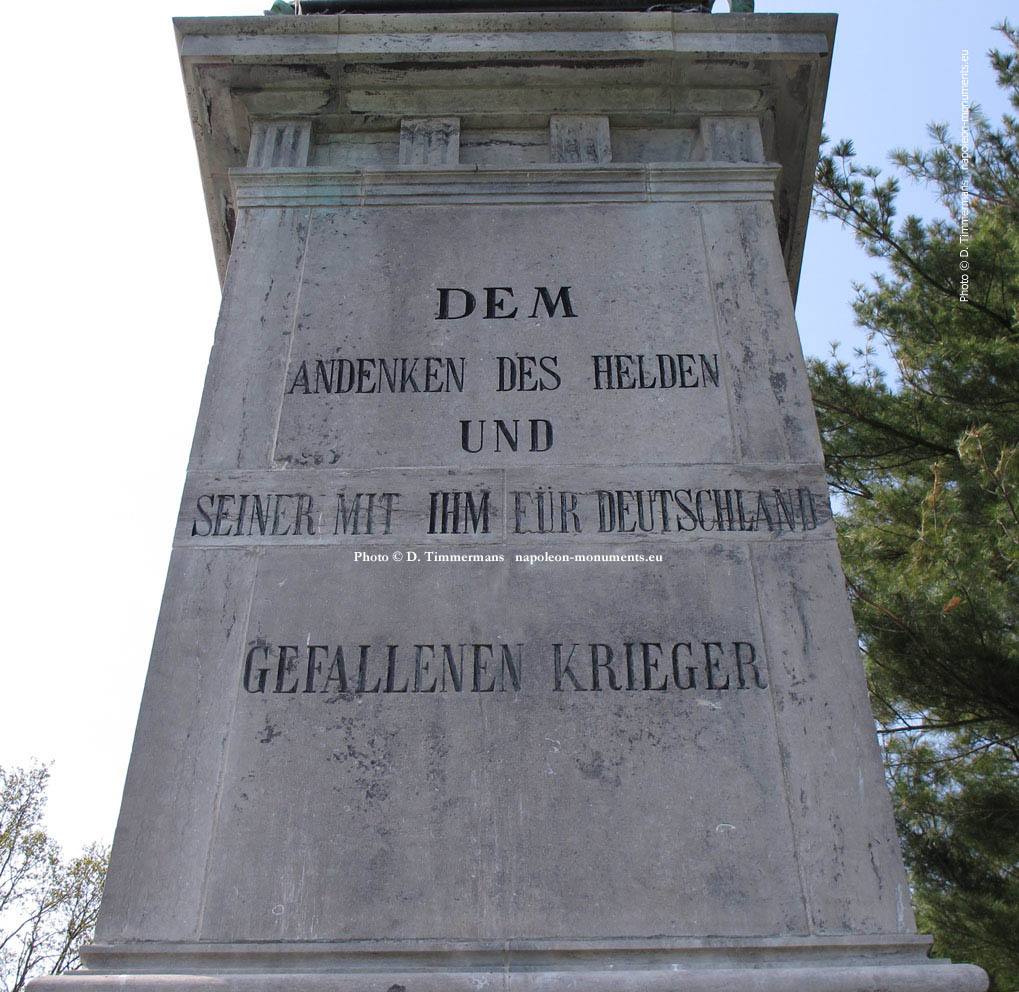 DEM
ANDENKEN DES HELDEN
UND
SEINER MIT IHM FÜR DEUTSCHLAND
Photo © D. Timmermans napoleon-monuments.eu
GEFALLENEN KRIEGER
Photo © D. Timmermans napoleon-monuments.eu